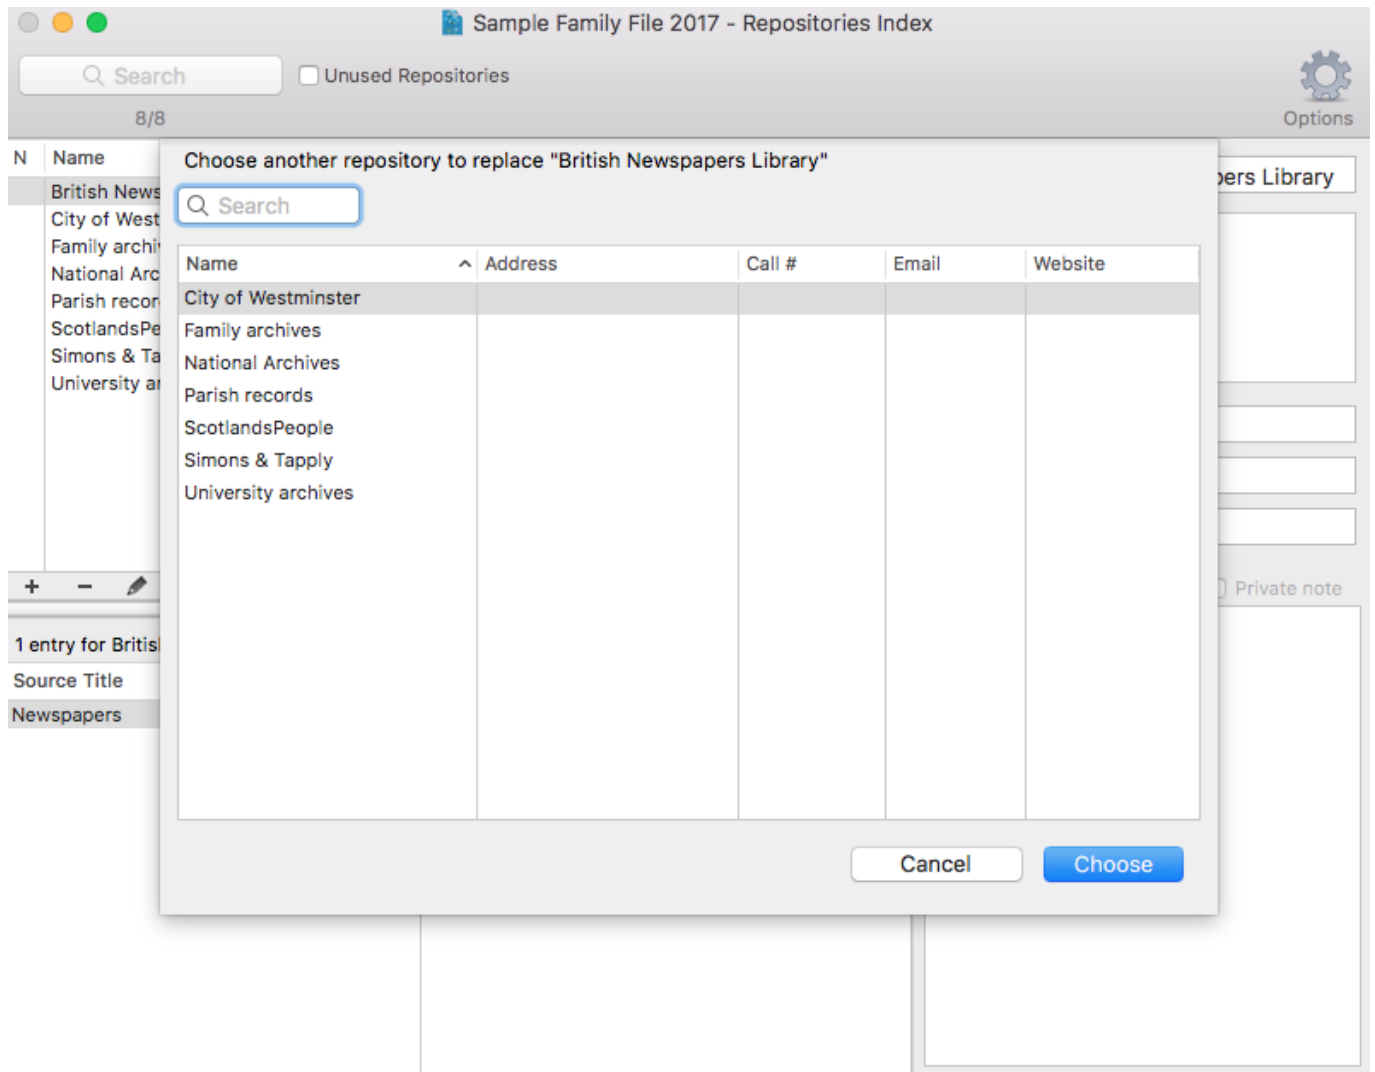 Sample Family File 2017 - Repositories Index
Search
Unused Repositories
8/8
Options
N Name
British News
City of West
Family archi
National Arc
Parish recor
ScotlandsPe
Simons & Ta
University ar
Choose another repository to replace "British Newspapers Library"
Search
Name Address Call # Email Website
City of Westminster
Family archives
National Archives
Parish records
ScotlandsPeople
Simons & Tapply
University archives
Cancel Choose
pers Library
Private note
1 entry for British
Source Title
Newspapers